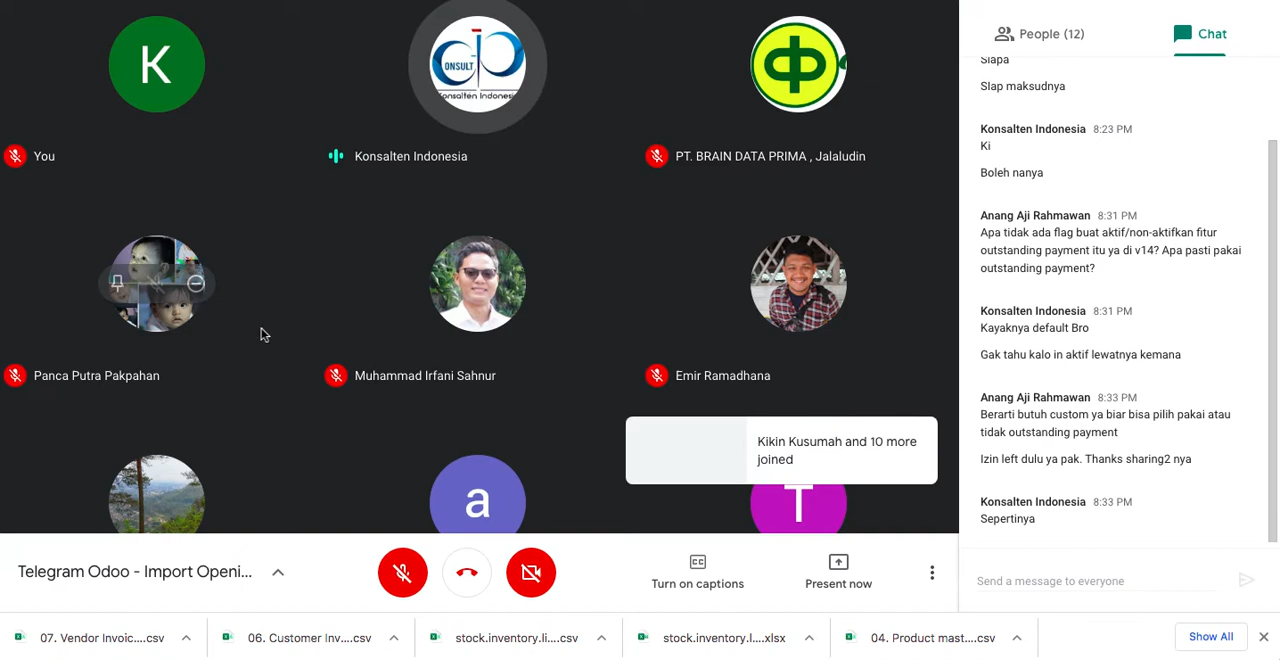 K
ONSULT
Konsalten Indonesia
You
Konsalten Indonesia
PT. BRAIN DATA PRIMA , Jalaludin
Panca Putra Pakpahan
Muhammad Irfani Sahnur
Emir Ramadhana
Kikin Kusumah and 10 more
joined
a
T
Telegram Odoo - Import Openi...
Turn on captions
Present now
People (12)
Chat
Siapa
SIap maksudnya
Konsalten Indonesia 8:23 PM
Ki
Boleh nanya
Anang Aji Rahmawan 8:31 PM
Apa tidak ada flag buat aktif/non-aktifkan fitur
outstanding payment itu ya di v14? Apa pasti pakai
outstanding payment?
Konsalten Indonesia 8:31 PM
Kayaknya default Bro
Gak tahu kalo in aktif lewatnya kemana
Anang Aji Rahmawan 8:33 PM
Berarti butuh custom ya biar bisa pilih pakai atau
tidak outstanding payment
Izin left dulu ya pak. Thanks sharing2 nya
Konsalten Indonesia 8:33 PM
Sepertinya
Send a message to everyone
07. Vendor Invoic....csv
06. Customer Inv....csv
stock.inventory.li....csv
stock.inventory.l....xlsx
04. Product mast....csv
Show All